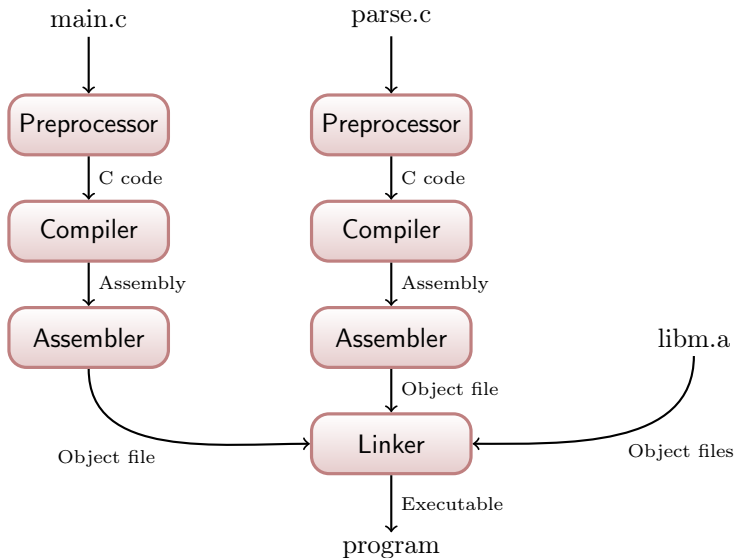 main.c
parse.c
Preprocessor
Preprocessor
C code
C code
Compiler
Compiler
Assembly
Assembly
Assembler
Assembler
libm.a
Object file
Object file
Linker
Object files
Executable
program